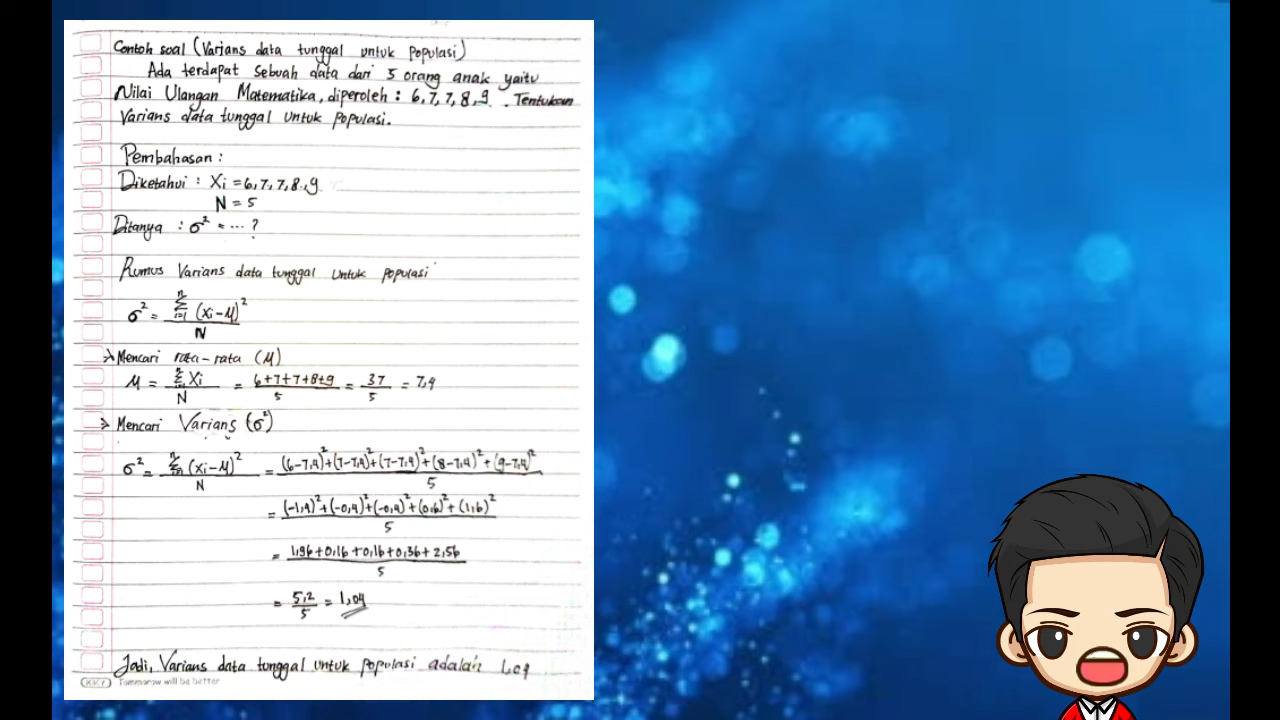 Contoh soal (Varians data tunggal untuk populasi)
Ada terdapat sebuah data dari 5 orang anak yaitu
Nilai Ulangan Matematika, diperoleh : 6,7,7,8,9 . Tentukan
Varians data tunggal untuk populasi.
Pembahasan :
Diketahui : Xi = 6,7,7,8,9
N = 5
Ditanya : σ² = ... ?
Rumus Varians data tunggal untuk populasi
σ² = Σⁿᵢ₌₁ (xi - μ)² / N
> Mencari rata-rata (μ)
μ = Σ Xi / N = 6+7+7+8+9 / 5 = 37 / 5 = 7,4
> Mencari Varians (σ²)
σ² = Σ (xi - μ)² / N = (6-7,4)²+(7-7,4)²+(7-7,4)²+(8-7,4)²+(9-7,4)² / 5
= (-1,4)²+(-0,4)²+(-0,4)²+(0,6)²+(1,6)² / 5
= 1,96+0,16+0,16+0,36+2,56 / 5
= 5,2 / 5 = 1,04
Jadi, Varians data tunggal untuk populasi adalah 1,04
KKY Tommorow will be better